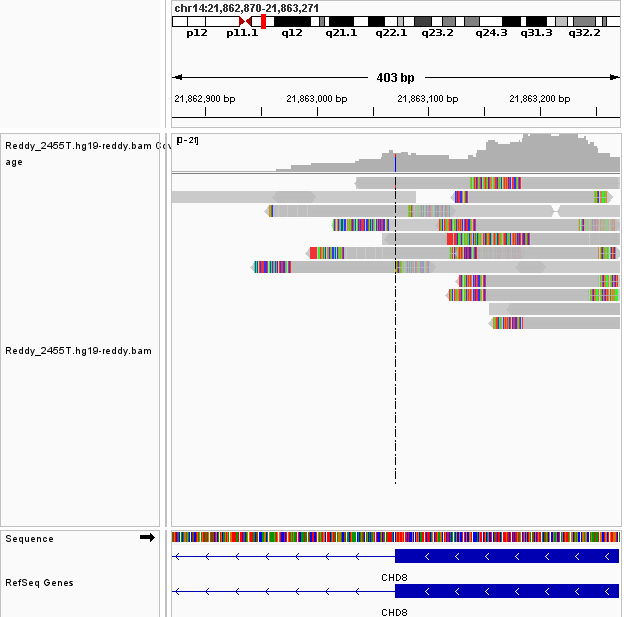 chr14:21,862,870-21,863,271
p12 p11.1 q12 q21.1 q22.1 q23.2 q24.3 q31.3 q32.2
403 bp
21,862,900 bp 21,863,000 bp 21,863,100 bp 21,863,200 bp
[0-21]
Reddy_2455T.hg19-reddy.bam Cov
age
Reddy_2455T.hg19-reddy.bam
Sequence
CHD8
RefSeq Genes
CHD8